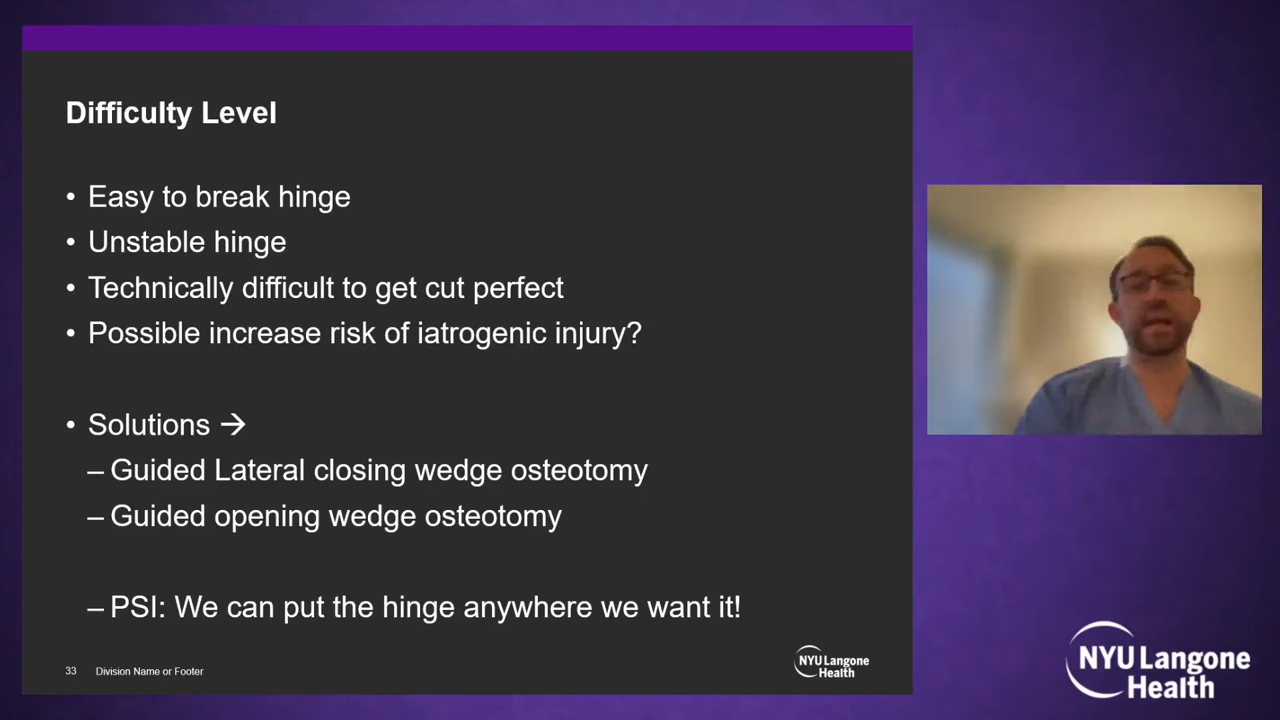 Difficulty Level
• Easy to break hinge
• Unstable hinge
• Technically difficult to get cut perfect
• Possible increase risk of iatrogenic injury?
• Solutions →
– Guided Lateral closing wedge osteotomy
– Guided opening wedge osteotomy
– PSI: We can put the hinge anywhere we want it!
33 Division Name or Footer
NYU Langone
Health
NYU Langone
Health